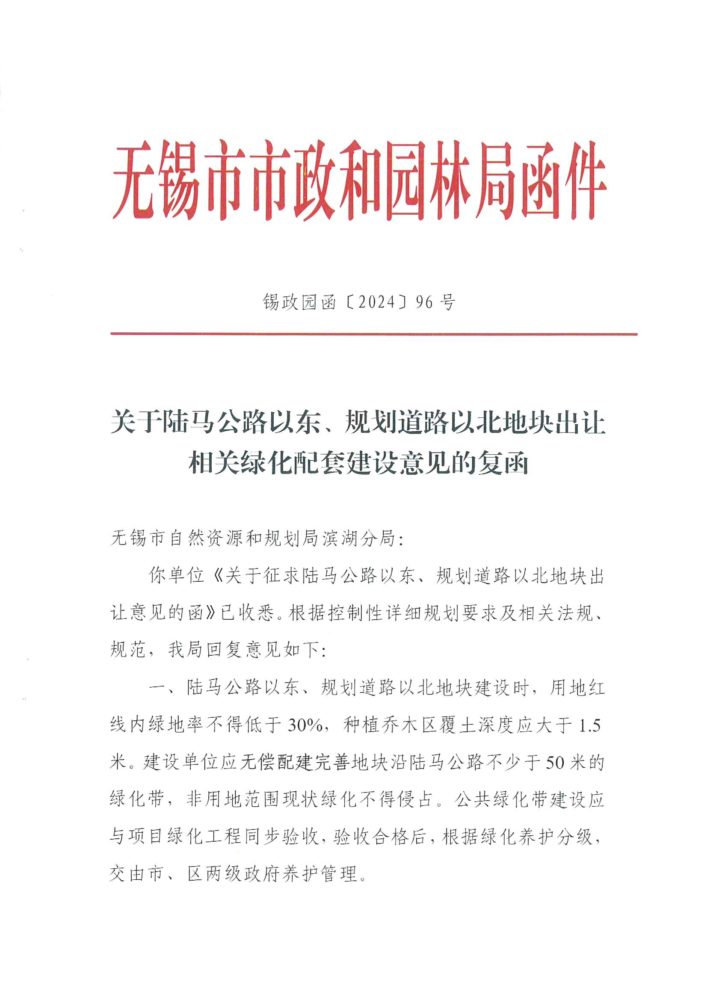 无锡市市政和园林局函件
锡政园函〔2024〕96 号
关于陆马公路以东、规划道路以北地块出让
相关绿化配套建设意见的复函
无锡市自然资源和规划局滨湖分局：
你单位《关于征求陆马公路以东、规划道路以北地块出
让意见的函》已收悉。根据控制性详细规划要求及相关法规、
规范，我局回复意见如下：
一、陆马公路以东、规划道路以北地块建设时，用地红
线内绿地率不得低于 30%，种植乔木区覆土深度应大于 1.5
米。建设单位应无偿配建完善地块沿陆马公路不少于 50 米的
绿化带，非用地范围现状绿化不得侵占。公共绿化带建设应
与项目绿化工程同步验收，验收合格后，根据绿化养护分级，
交由市、区两级政府养护管理。